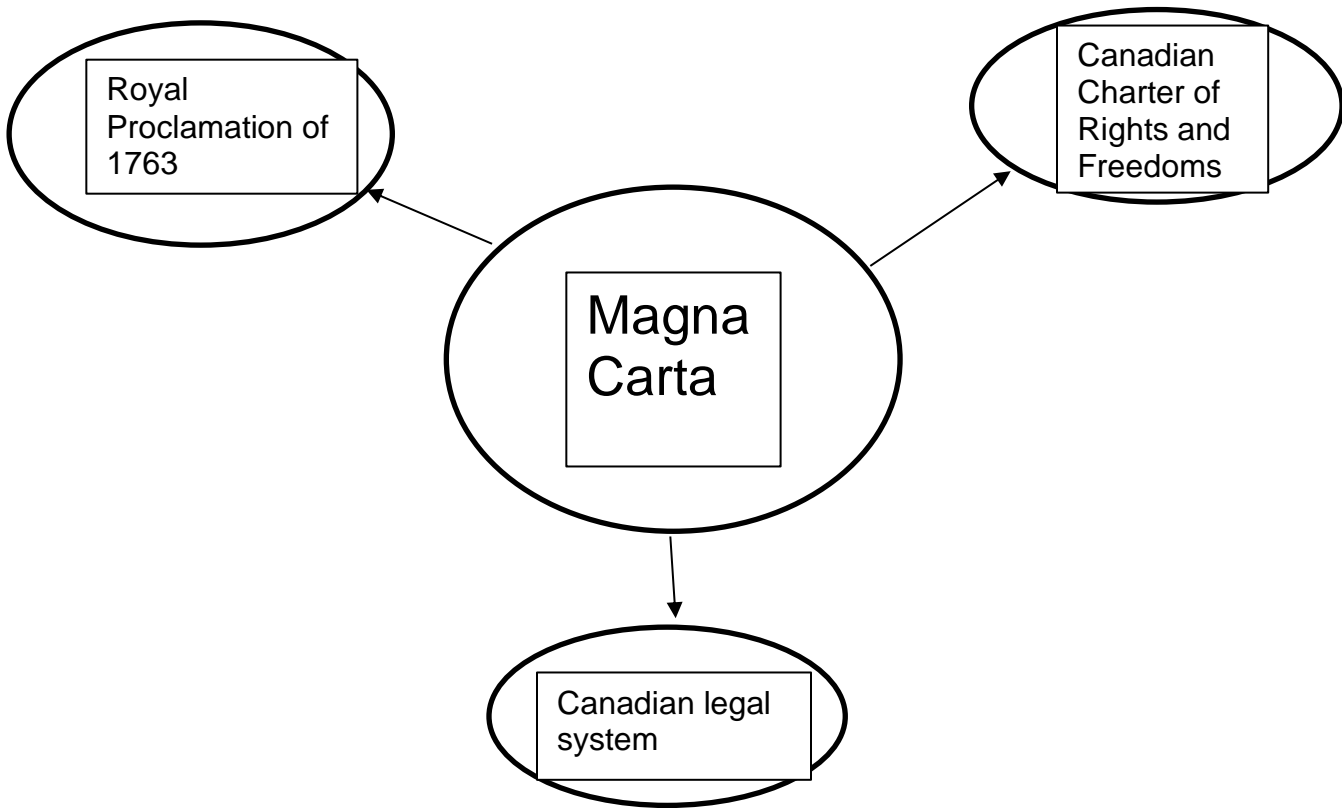 Royal
Proclamation of
1763
Canadian
Charter of
Rights and
Freedoms
Magna
Carta
Canadian legal
system